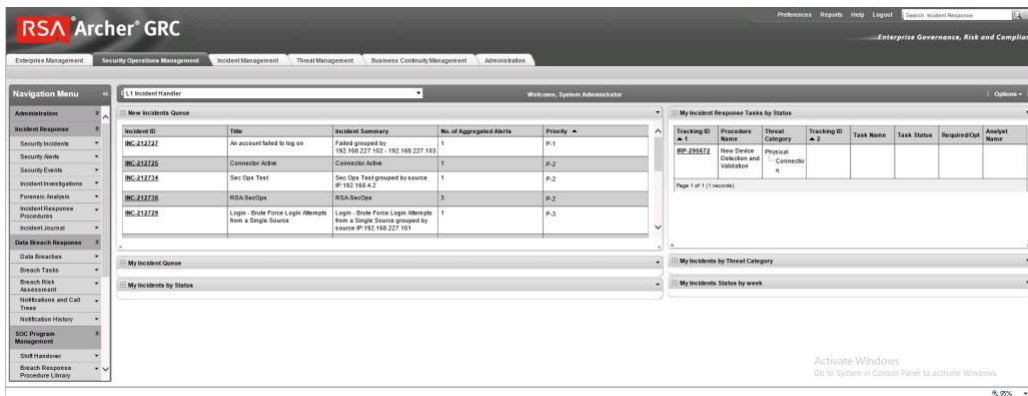 Preferences Reports Help Logout Search: Incident Response
RSA Archer GRC
Enterprise Governance, Risk and Complian
Enterprise Management Security Operations Management Incident Management Threat Management Business Continuity Management Administration
Navigation Menu
Administration
Incident Response
Security Incidents
Security Alerts
Security Events
Incident Investigations
Forensic Analysis
Incident Response Procedures
Incident Journal
Data Breach Response
Data Breaches
Breach Tasks
Breach Risk Assessment
Notifications and Call Trees
Notification History
SOC Program Management
Shift Handover
Breach Response Procedure Library
L1 Incident Handler
Welcome, System Administrator
Options
New Incidents Queue
Incident ID Title Incident Summary No. of Aggregated Alerts Priority
INC-212727 An account failed to log on Failed grouped by 192.168.227.102 - 192.168.227.103 1 P-1
INC-212725 Connector Active Connector Active 1 P-2
INC-212734 Sec Ops Test Sec Ops Test grouped by source IP:192.168.4.2 1 P-2
INC-212736 RSA-SecOps RSA-SecOps 3 P-2
INC-212729 Login - Brute Force Login Attempts from a Single Source Login - Brute Force Login Attempts from a Single Source grouped by source IP:192.168.227.101 1 P-3
My Incident Queue
My Incidents by Status
My Incident Response Tasks by Status
Tracking ID 1 Procedure Name Threat Category Tracking ID 2 Task Name Task Status Required/Opt Analyst Name
IRP-295672 New Device Detection and Validation Physical Connection
Page 1 of 1 (1 records)
My Incidents by Threat Category
My Incidents Status by week
Activate Windows
Go to System in Control Panel to activate Windows.
95%